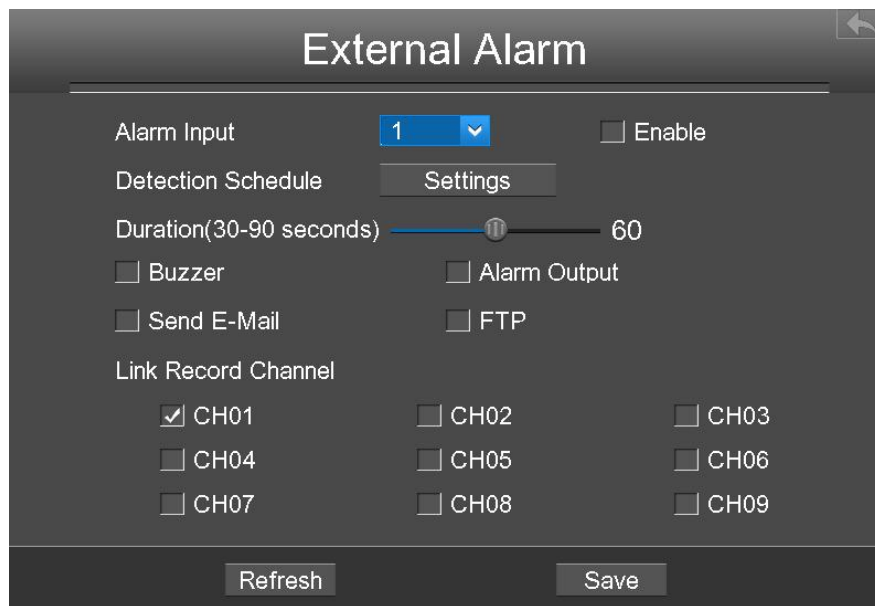 External Alarm
Alarm Input 1 Enable
Detection Schedule Settings
Duration(30-90 seconds) 60
Buzzer Alarm Output
Send E-Mail FTP
Link Record Channel
CH01 CH02 CH03
CH04 CH05 CH06
CH07 CH08 CH09
Refresh Save